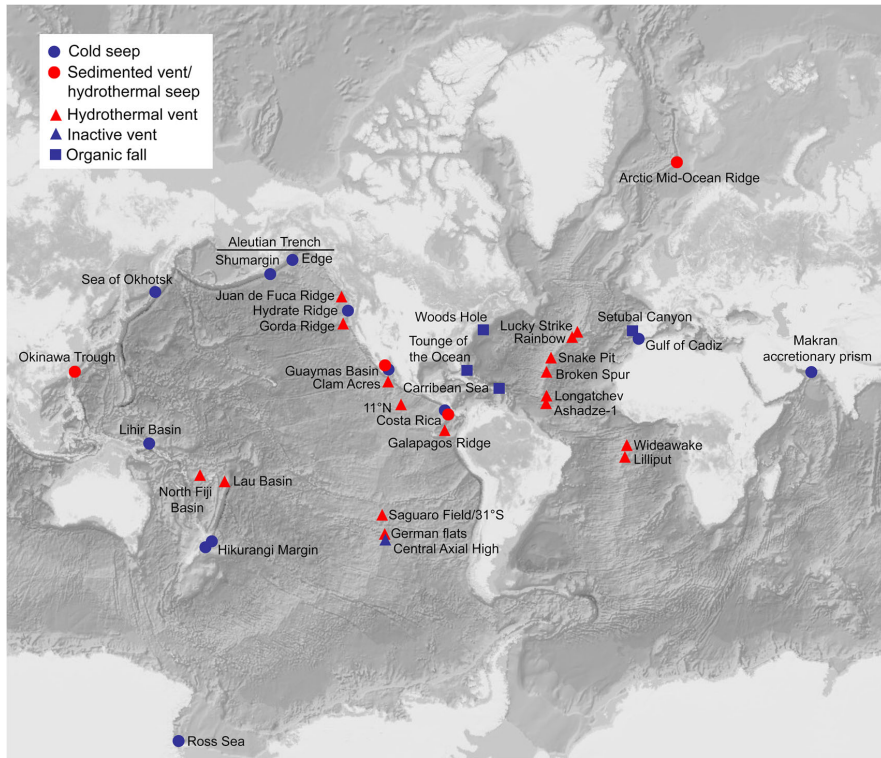 Cold seep
Sedimented vent/
hydrothermal seep
Hydrothermal vent
Inactive vent
Organic fall
Arctic Mid-Ocean Ridge
Aleutian Trench
Shumargin
Edge
Sea of Okhotsk
Juan de Fuca Ridge
Hydrate Ridge
Gorda Ridge
Woods Hole
Tounge of
the Ocean
Carribean Sea
Lucky Strike
Rainbow
Snake Pit
Broken Spur
Longatchev
Ashadze-1
Setubal Canyon
Gulf of Cadiz
Makran
accretionary prism
Okinawa Trough
Guaymas Basin
Clam Acres
11°N
Costa Rica
Galapagos Ridge
Lihir Basin
Wideawake
Lilliput
North Fiji
Basin
Lau Basin
Saguaro Field/31°S
German flats
Central Axial High
Hikurangi Margin
Ross Sea